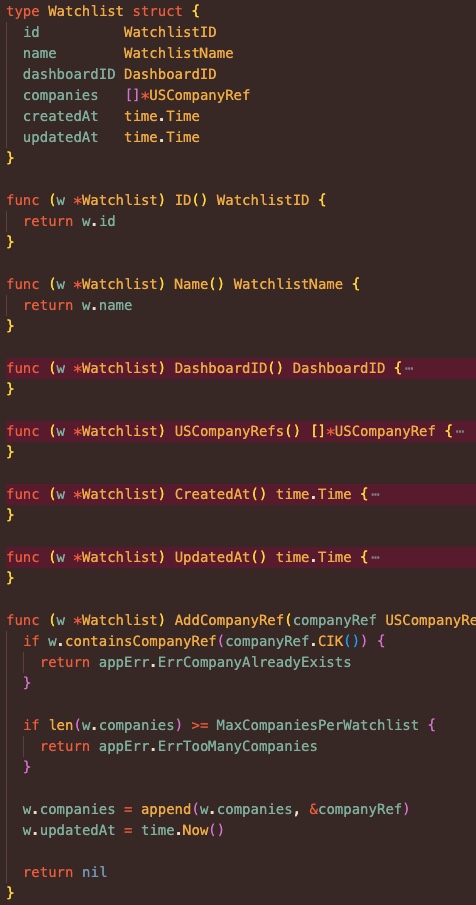 type Watchlist struct {
  id          WatchlistID
  name        WatchlistName
  dashboardID DashboardID
  companies   []*USCompanyRef
  createdAt   time.Time
  updatedAt   time.Time
}
func (w *Watchlist) ID() WatchlistID {
  return w.id
}
func (w *Watchlist) Name() WatchlistName {
  return w.name
}
func (w *Watchlist) DashboardID() DashboardID {⋯
}
func (w *Watchlist) USCompanyRefs() []*USCompanyRef {⋯
}
func (w *Watchlist) CreatedAt() time.Time {⋯
}
func (w *Watchlist) UpdatedAt() time.Time {⋯
}
func (w *Watchlist) AddCompanyRef(companyRef USCompanyRe
  if w.containsCompanyRef(companyRef.CIK()) {
    return appErr.ErrCompanyAlreadyExists
  }
  if len(w.companies) >= MaxCompaniesPerWatchlist {
    return appErr.ErrTooManyCompanies
  }
  w.companies = append(w.companies, &companyRef)
  w.updatedAt = time.Now()
  return nil
}